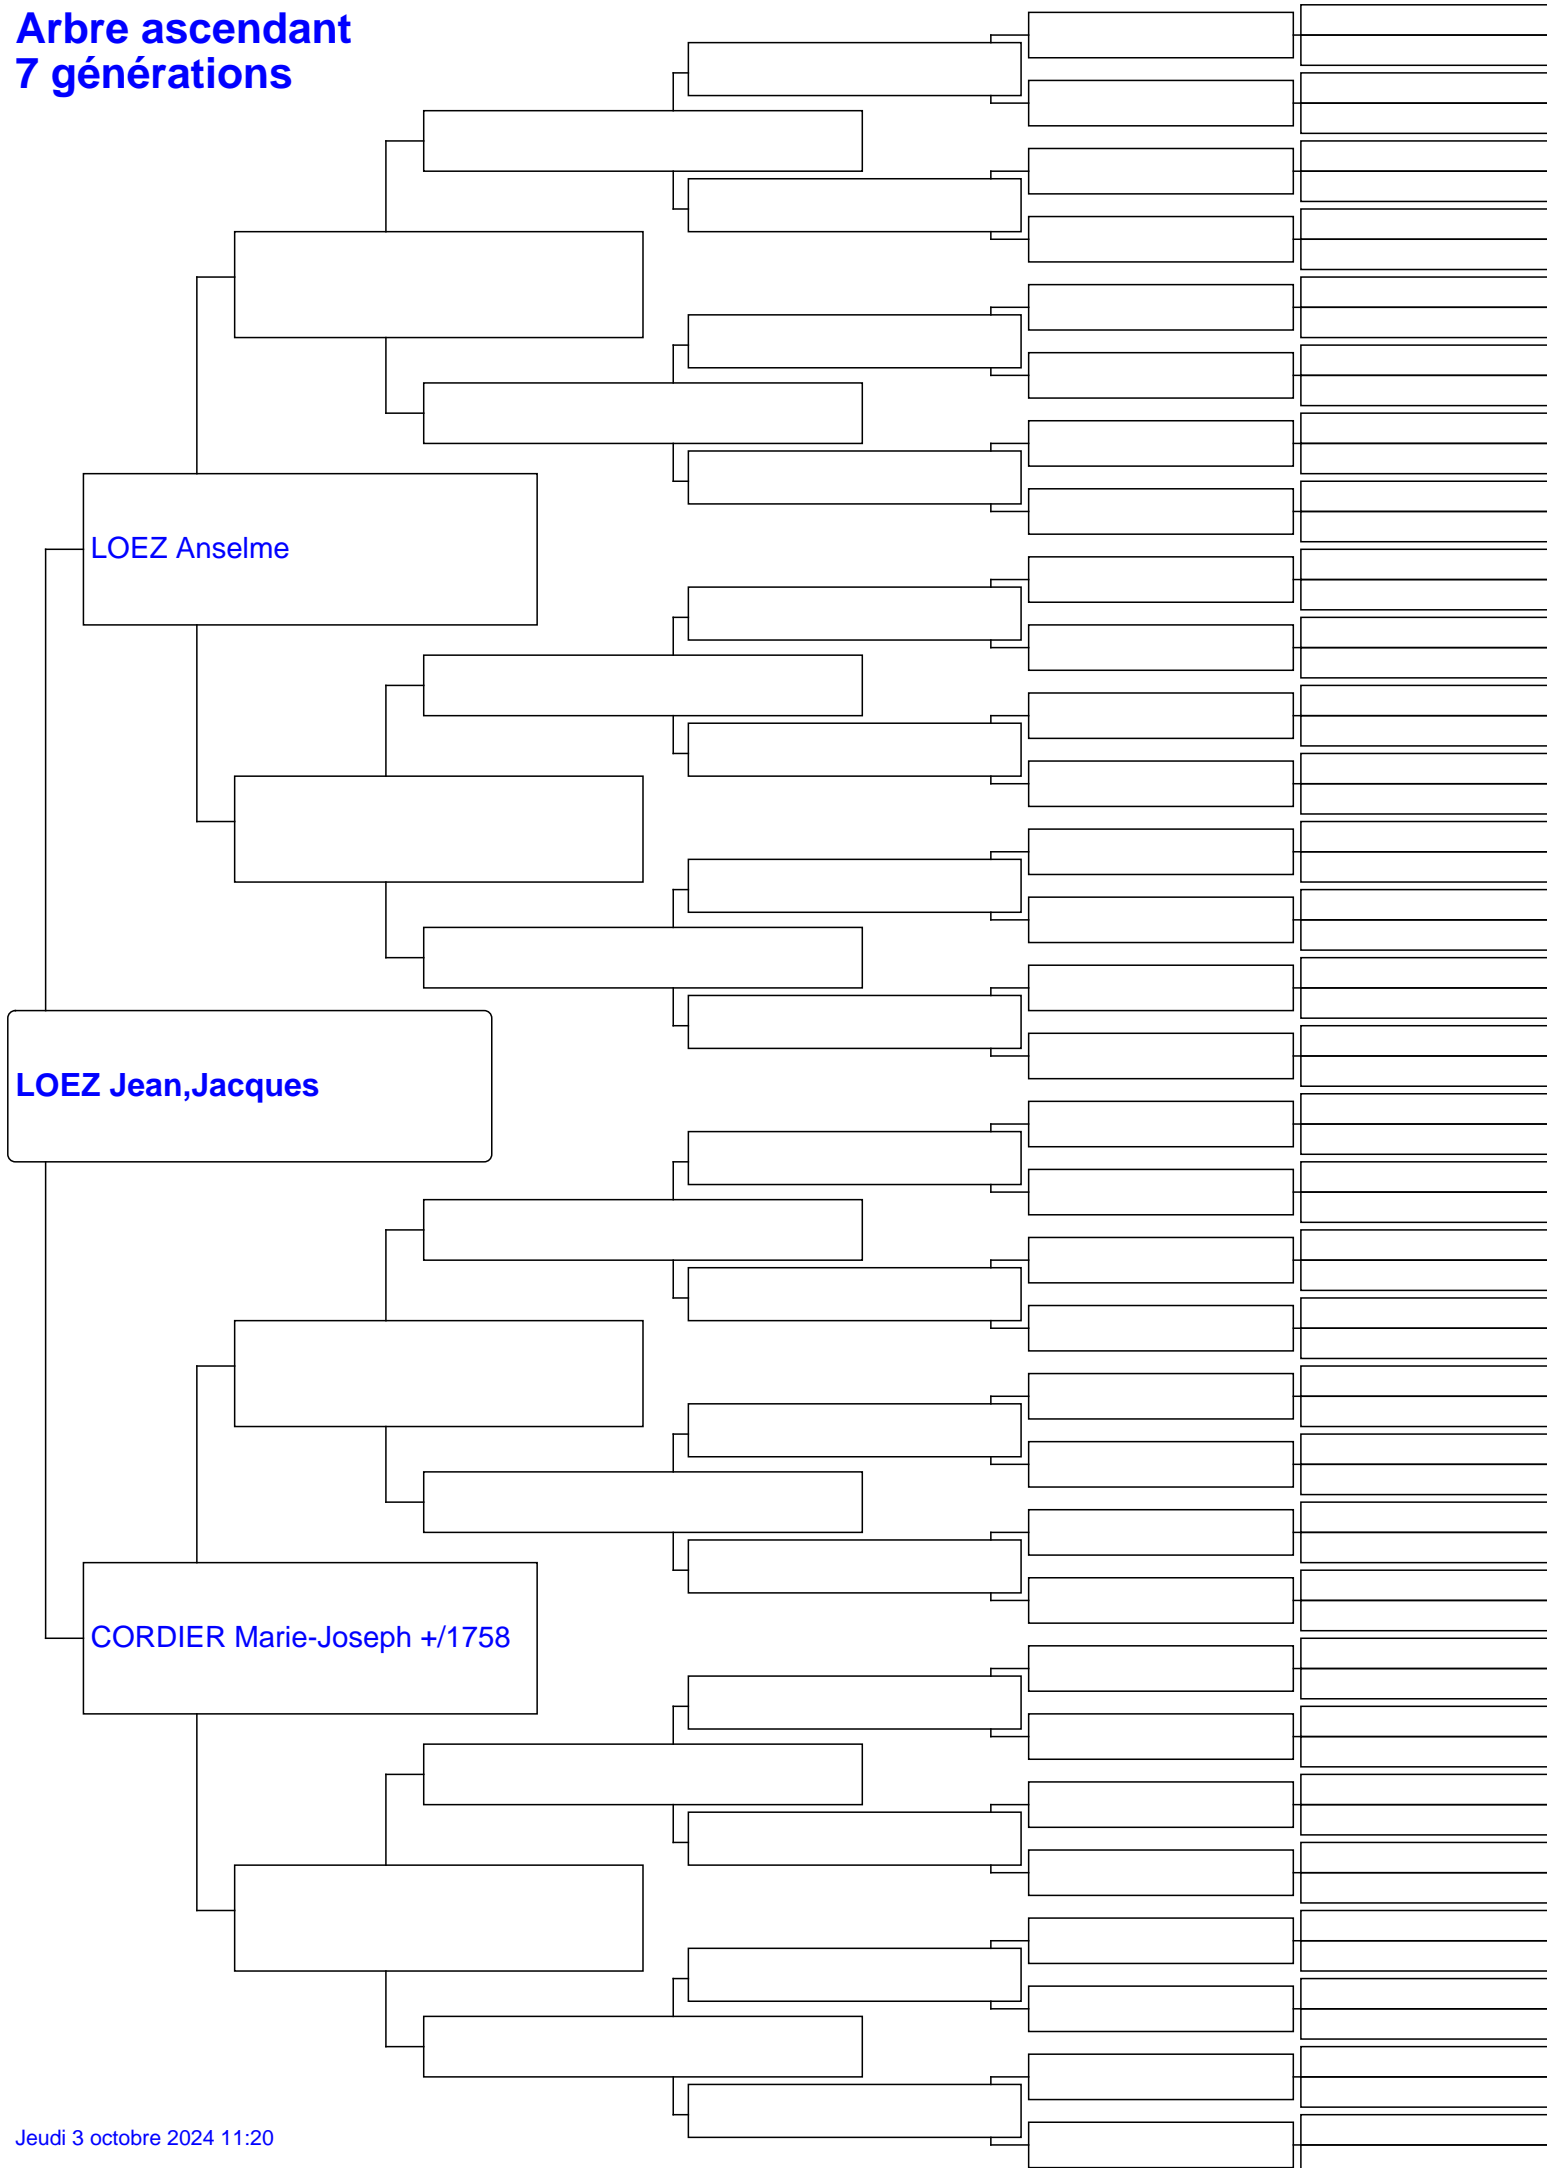 Arbre ascendant
7 générations
LOEZ Anselme
LOEZ Jean,Jacques
CORDIER Marie-Joseph +/1758
Jeudi 3 octobre 2024 11:20